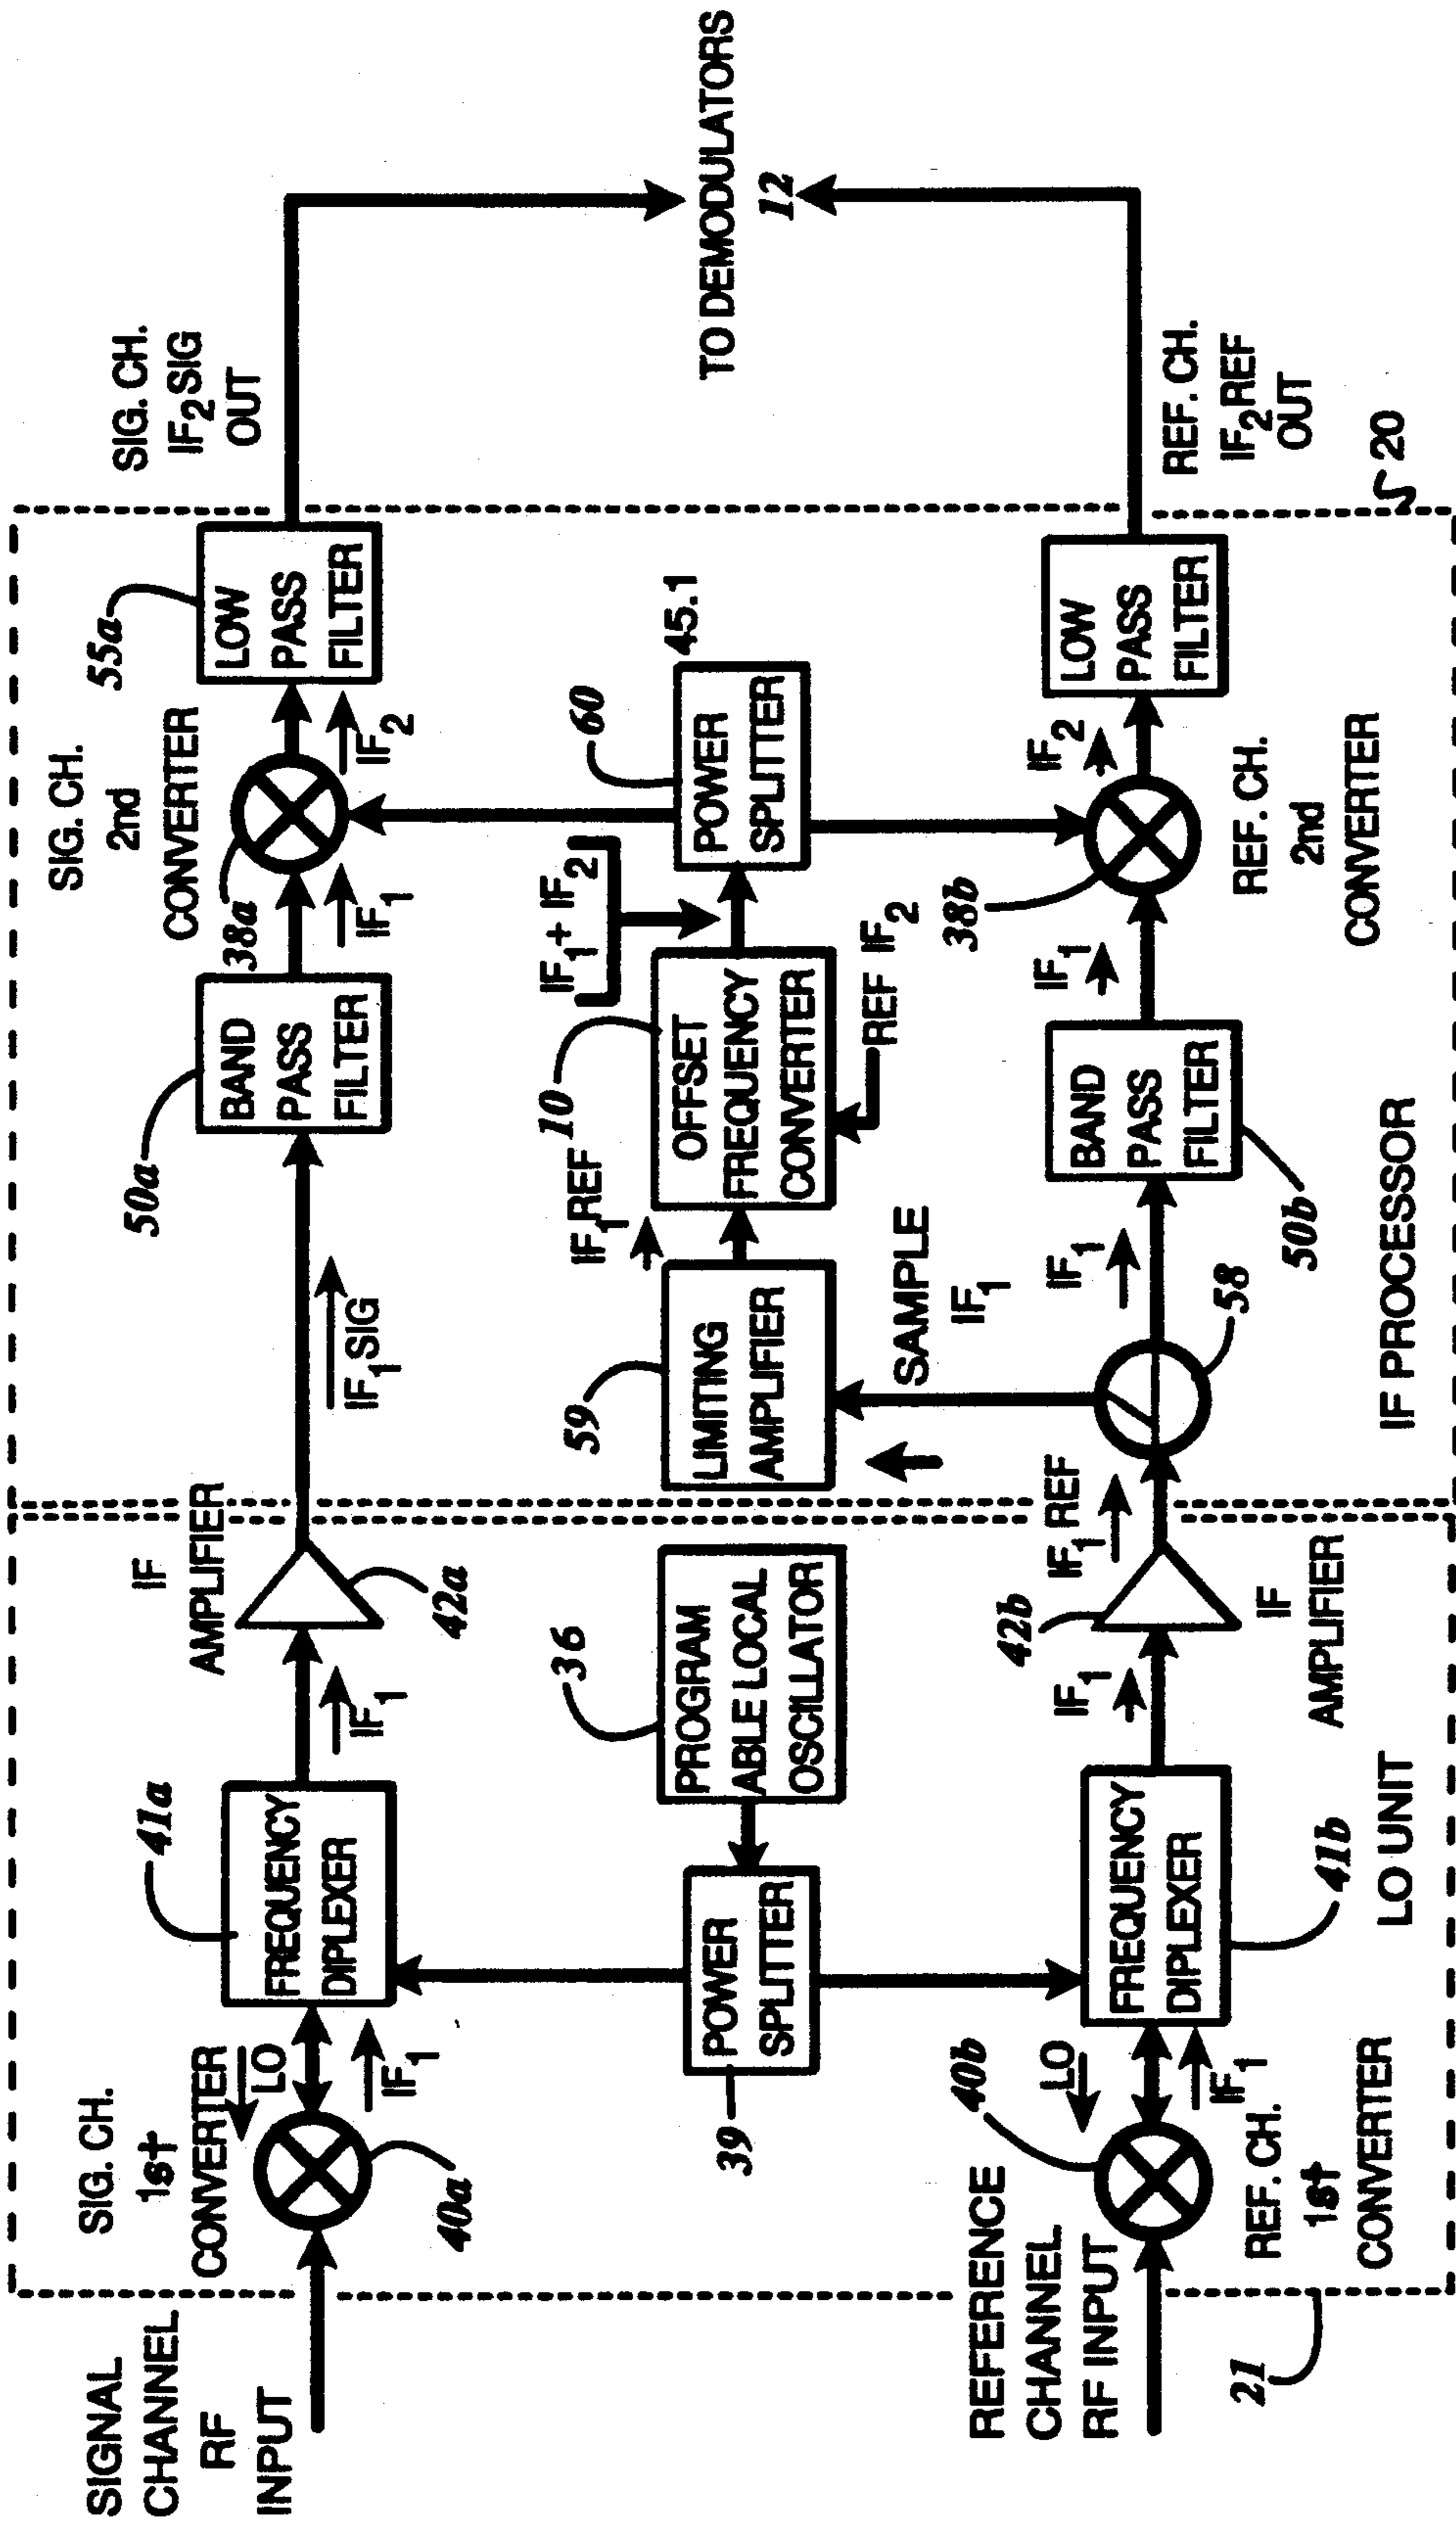 SIGNAL
CHANNEL
RF
INPUT
SIG. CH.
1st
CONVERTER
LO
IF1
40a
41a
FREQUENCY
DIPLEXER
IF1
IF
AMPLIFIER
42a
IF1SIG
50a
BAND
PASS
FILTER
38a
IF1
SIG. CH.
2nd
CONVERTER
IF2
55a
LOW
PASS
FILTER
SIG. CH.
IF2SIG
OUT
39
POWER
SPLITTER
36
PROGRAM
ABLE LOCAL
OSCILLATOR
59
LIMITING
AMPLIFIER
SAMPLE
IF1
IF1REF
10
OFFSET
FREQUENCY
CONVERTER
REF IF2
IF1+ IF2
60
POWER
SPLITTER
45.1
TO DEMODULATORS
12
REFERENCE
CHANNEL
RF INPUT
21
40b
LO
IF1
REF. CH.
1st
CONVERTER
FREQUENCY
DIPLEXER
41b
LO UNIT
IF1
42b
IF
AMPLIFIER
IF1 REF
58
IF1
BAND
PASS
FILTER
50b
IF PROCESSOR
IF1
38b
REF. CH.
2nd
CONVERTER
IF2
LOW
PASS
FILTER
REF. CH.
IF2REF
OUT
20